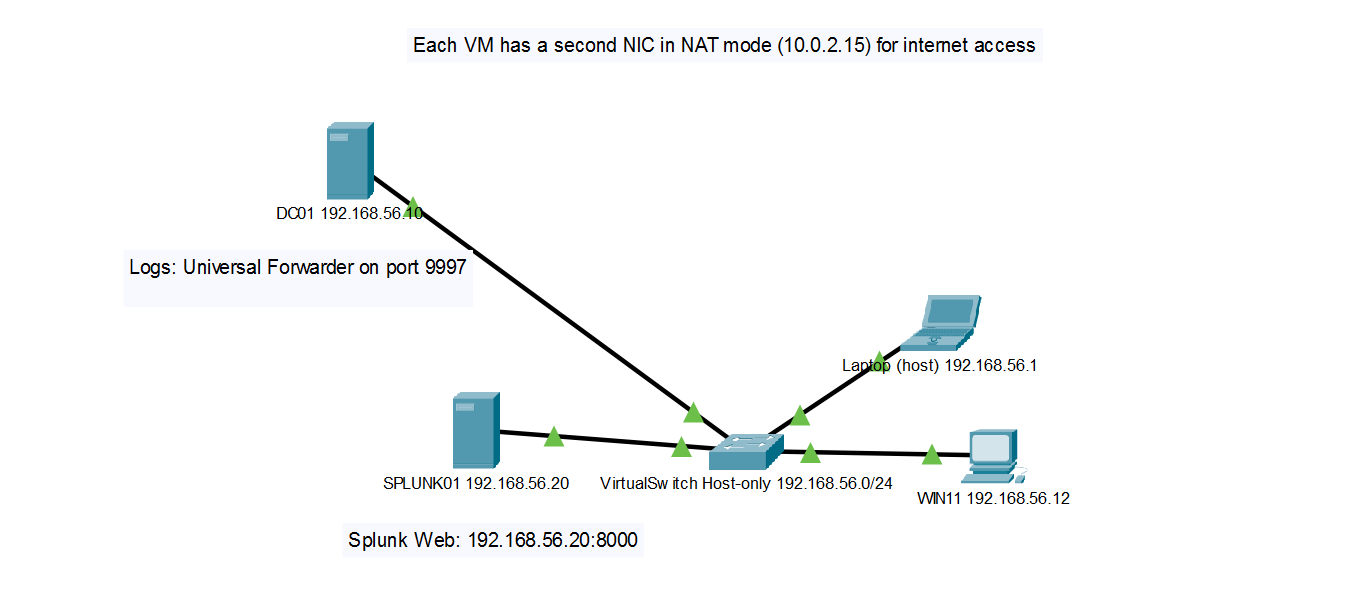 Each VM has a second NIC in NAT mode (10.0.2.15) for internet access
DC01 192.168.56.10
Logs: Universal Forwarder on port 9997
Laptop (host) 192.168.56.1
SPLUNK01 192.168.56.20
VirtualSwitch Host-only 192.168.56.0/24
WIN11 192.168.56.12
Splunk Web: 192.168.56.20:8000